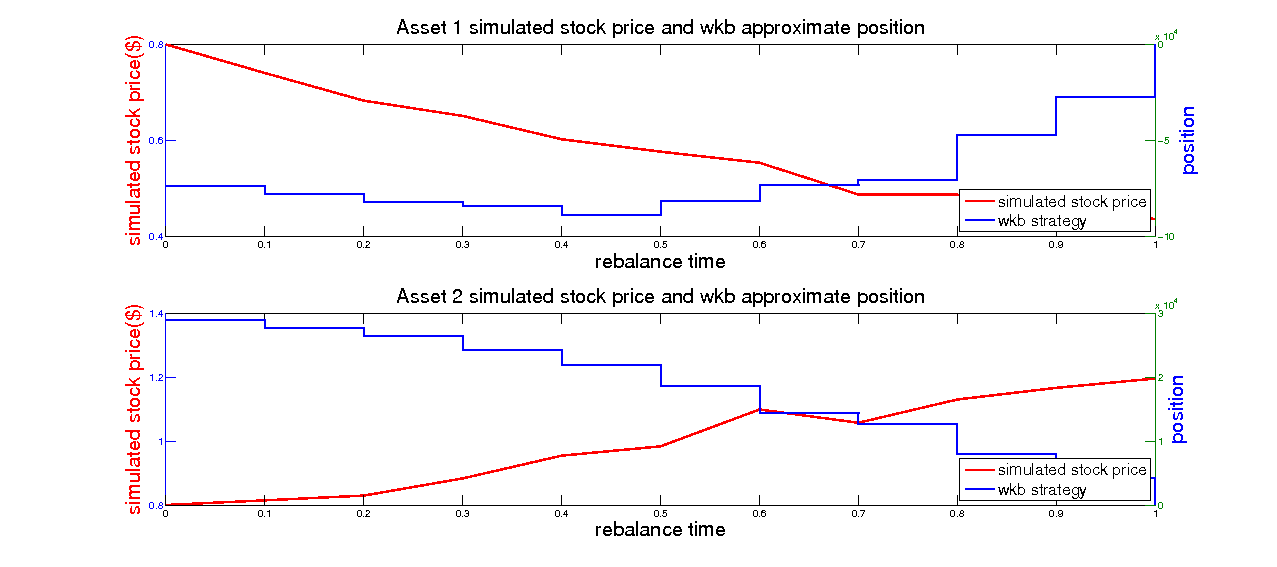 Asset 1 simulated stock price and wkb approximate position
x 10^4
simulated stock price($)
0.8
0.6
0.4
0
-5
-10
position
simulated stock price
wkb strategy
0 0.1 0.2 0.3 0.4 0.5 0.6 0.7 0.8 0.9 1
rebalance time
Asset 2 simulated stock price and wkb approximate position
x 10^4
simulated stock price($)
1.4
1.2
1
0.8
3
2
1
0
position
simulated stock price
wkb strategy
0 0.1 0.2 0.3 0.4 0.5 0.6 0.7 0.8 0.9 1
rebalance time